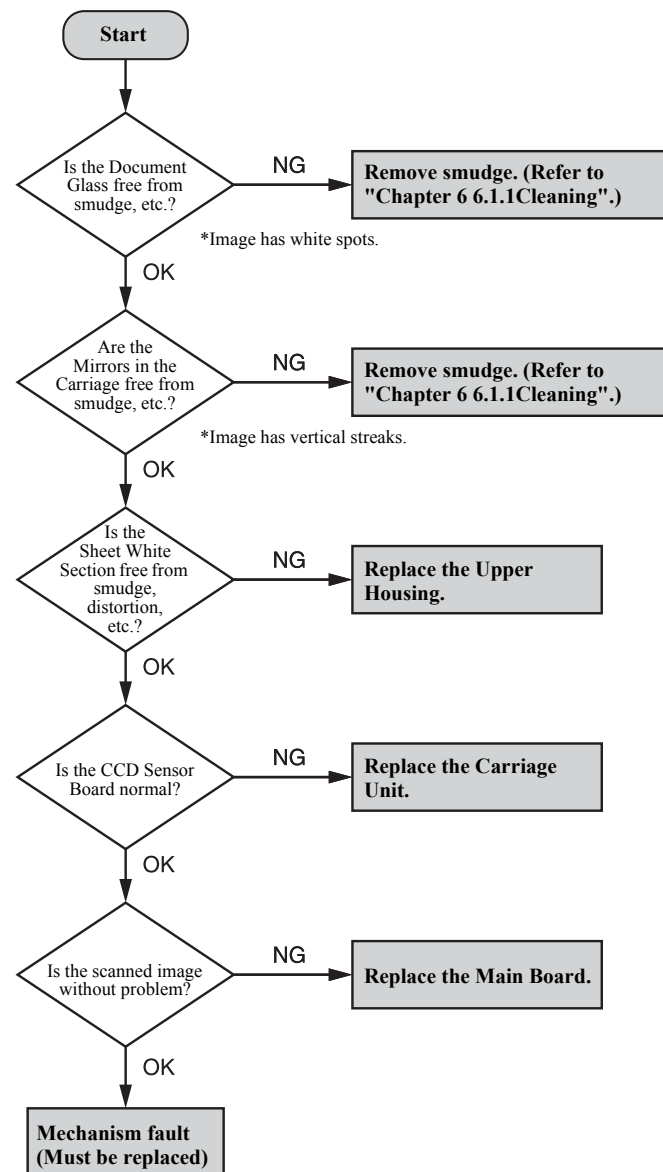 Start
Is the Document
Glass free from
smudge, etc.?
NG
Remove smudge. (Refer to
"Chapter 6 6.1.1Cleaning".)
*Image has white spots.
OK
Are the
Mirrors in the
Carriage free from
smudge, etc.?
NG
Remove smudge. (Refer to
"Chapter 6 6.1.1Cleaning".)
*Image has vertical streaks.
OK
Is the
Sheet White
Section free from
smudge,
distortion,
etc.?
NG
Replace the Upper
Housing.
OK
Is the CCD Sensor
Board normal?
NG
Replace the Carriage
Unit.
OK
Is the scanned image
without problem?
NG
Replace the Main Board.
OK
Mechanism fault
(Must be replaced)